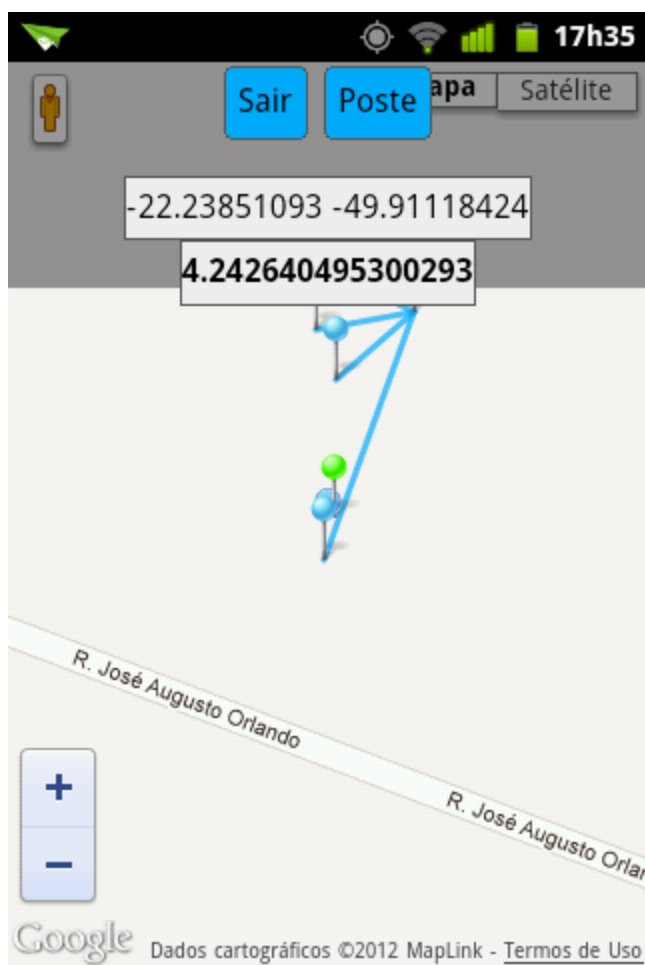 17h35
Sair Poste apa Satélite
-22.23851093 -49.91118424
4.242640495300293
R. José Augusto Orlando
R. José Augusto Orlar
+
−
Google Dados cartográficos ©2012 MapLink - Termos de Uso